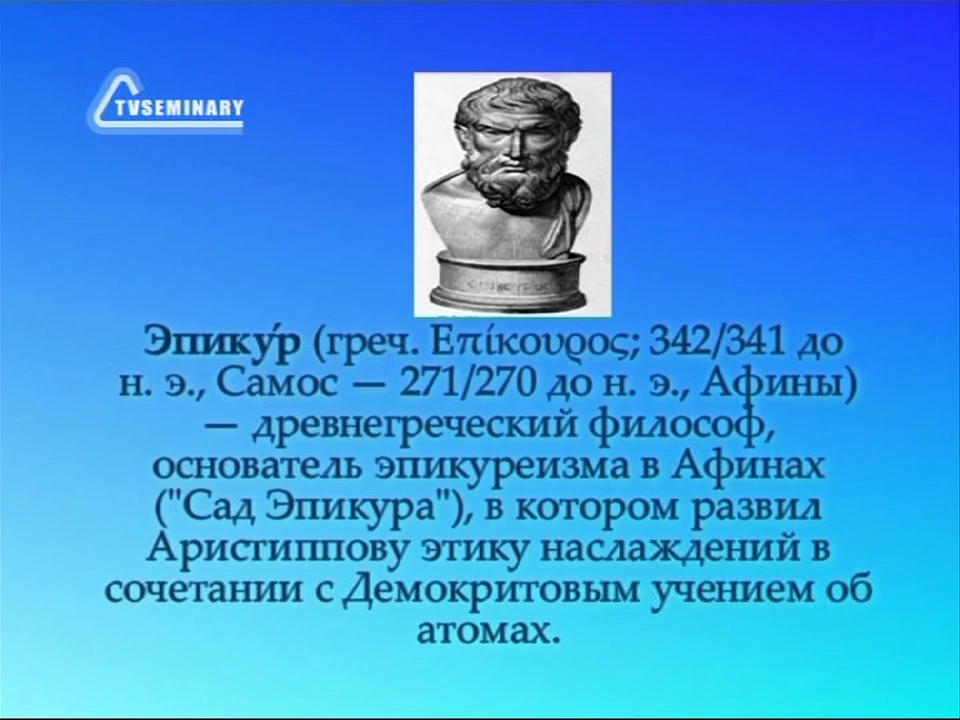 TVSEMINARY
Эпику́р (греч. Επίκουρος; 342/341 до
н. э., Самос — 271/270 до н. э., Афины)
— древнегреческий философ,
основатель эпикуреизма в Афинах
("Сад Эпикура"), в котором развил
Аристиппову этику наслаждений в
сочетании с Демокритовым учением об
атомах.